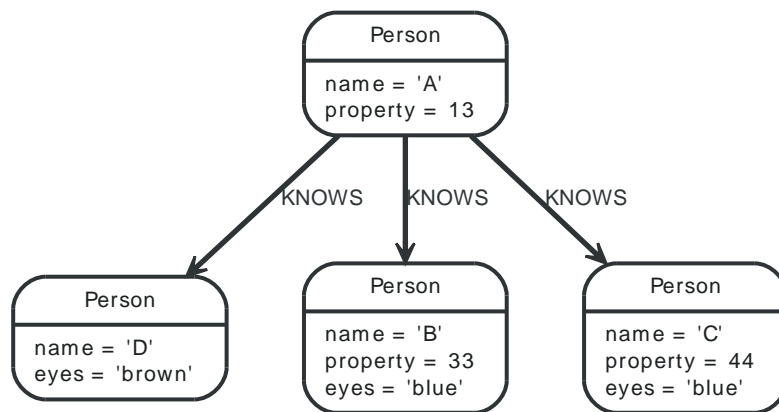 Person
name = 'A'
property = 13
KNOWS
KNOWS
KNOWS
Person
name = 'D'
eyes = 'brown'
Person
name = 'B'
property = 33
eyes = 'blue'
Person
name = 'C'
property = 44
eyes = 'blue'